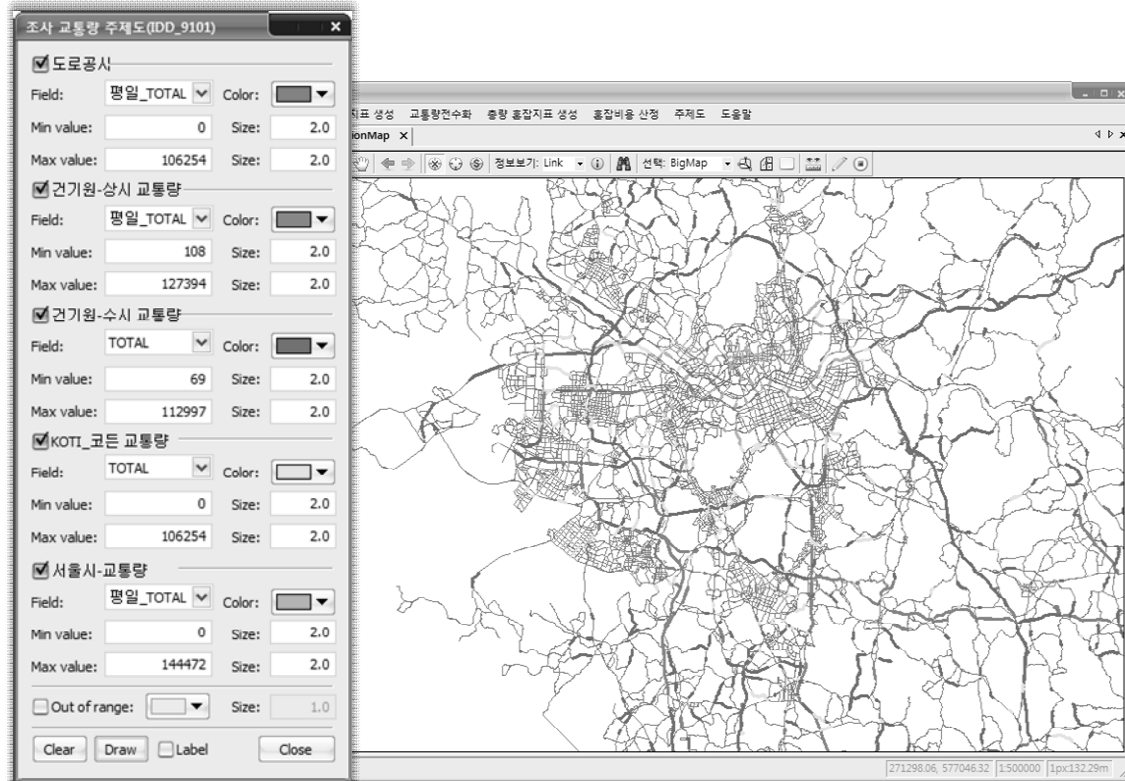 조사 교통량 주제도(IDD_9101)
도로공사
Field: 평일_TOTAL Color:
Min value: 0 Size: 2.0
Max value: 106254 Size: 2.0
건기원-상시 교통량
Field: 평일_TOTAL Color:
Min value: 108 Size: 2.0
Max value: 127394 Size: 2.0
건기원-수시 교통량
Field: TOTAL Color:
Min value: 69 Size: 2.0
Max value: 112997 Size: 2.0
KOTI_코든 교통량
Field: TOTAL Color:
Min value: 0 Size: 2.0
Max value: 106254 Size: 2.0
서울시-교통량
Field: 평일_TOTAL Color:
Min value: 0 Size: 2.0
Max value: 144472 Size: 2.0
Out of range: Size: 1.0
Clear Draw Label Close
지표 생성 교통량전수화 총량 혼잡지표 생성 혼잡비용 산정 주제도 도움말
ionMap
정보보기: Link 선택: BigMap
271298.06, 577046.32 1:500000 1px:132.29m